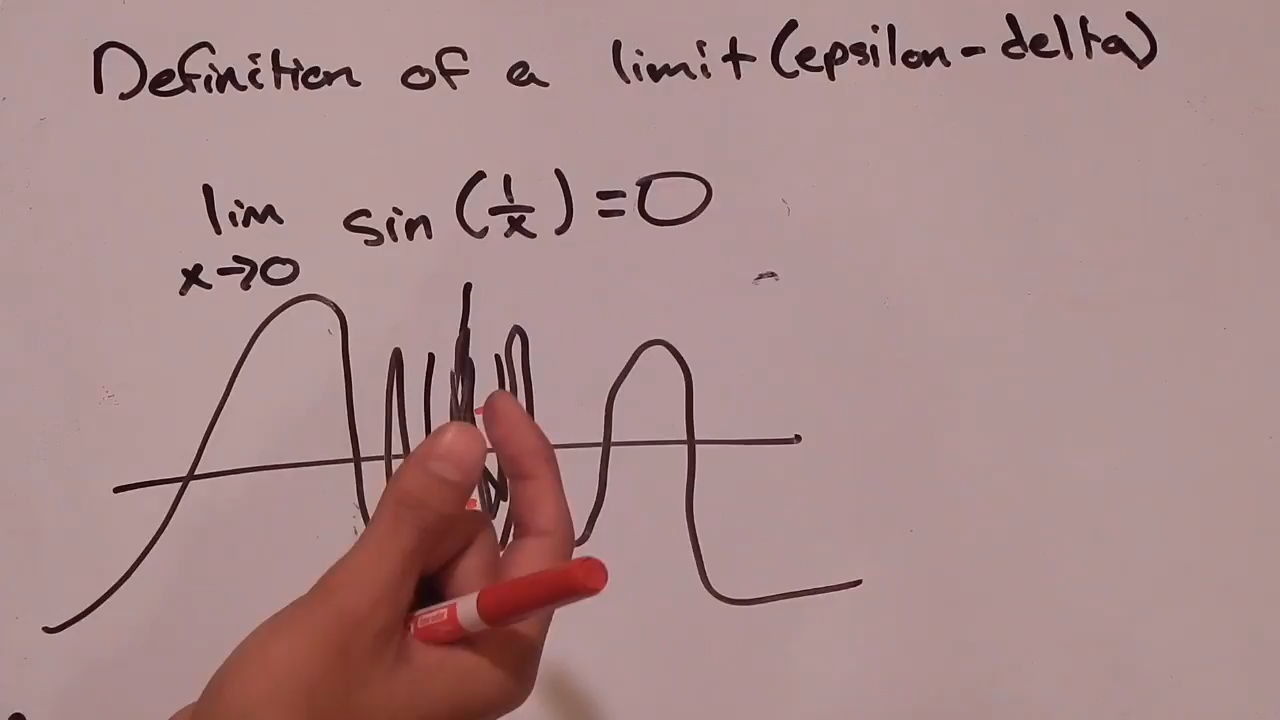 Definition of a limit (epsilon-delta)
lim sin (1/x) = 0
x→0